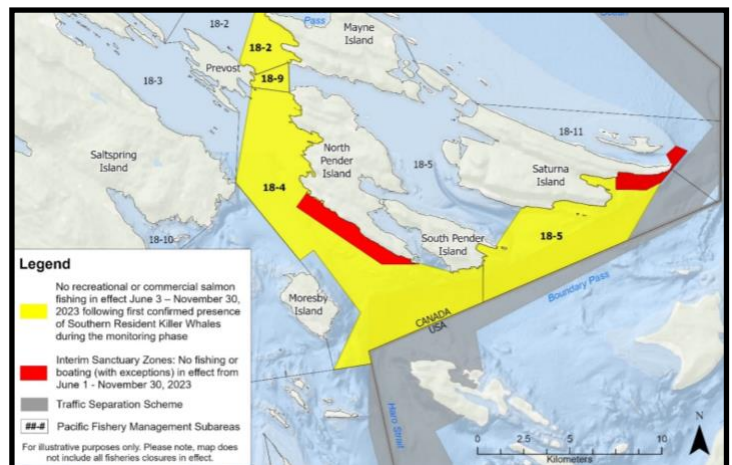 18-2
Pass
Mayne
Island
18-2
Prevost
18-9
18-3
18-11
Saltspring
Island
North
Pender
Island
18-5
Saturna
Island
18-4
18-10
South Pender
Island
18-5
Moresby
Island
Boundary Pass
CANADA
USA
Haro Strait
Legend
No recreational or commercial salmon
fishing in effect June 3 – November 30,
2023 following first confirmed presence
of Southern Resident Killer Whales
during the monitoring phase
Interim Sanctuary Zones: No fishing or
boating (with exceptions) in effect from
June 1 - November 30, 2023
Traffic Separation Scheme
##-# Pacific Fishery Management Subareas
For illustrative purposes only. Please note, map does
not include all fisheries closures in effect.
N
0 2.5 5 10
Kilometers